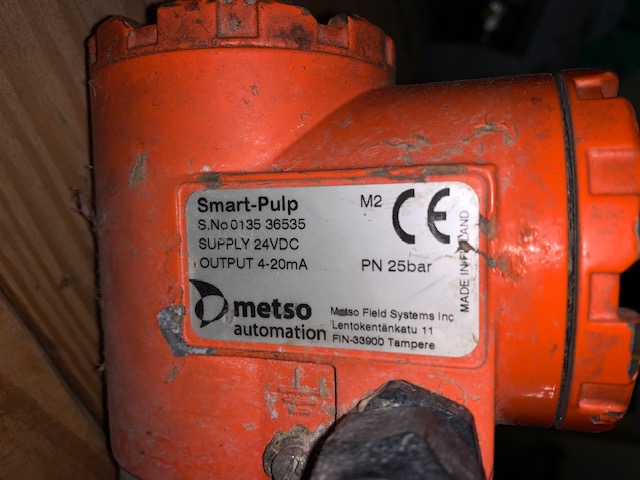 Smart-Pulp M2 CE
S.No 0135 36535
SUPPLY 24VDC
OUTPUT 4-20mA PN 25bar
MADE IN FINLAND
metso
automation
Metso Field Systems Inc
Lentokentänkatu 11
FIN-33900 Tampere